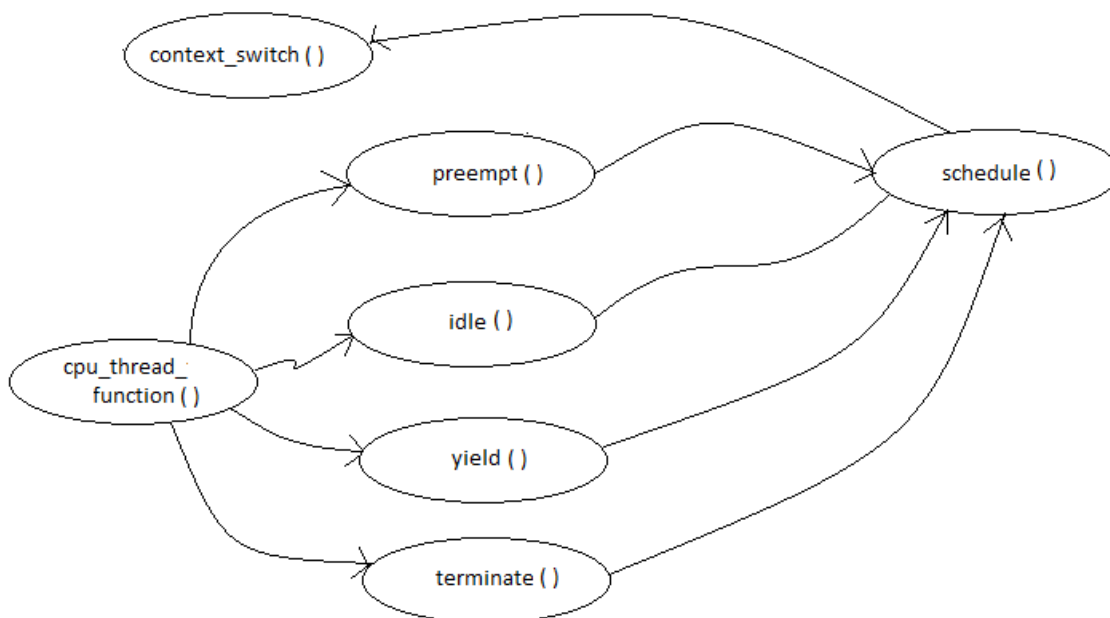 context_switch ( )
preempt ( )
schedule ( )
idle ( )
cpu_thread_
function ( )
yield ( )
terminate ( )